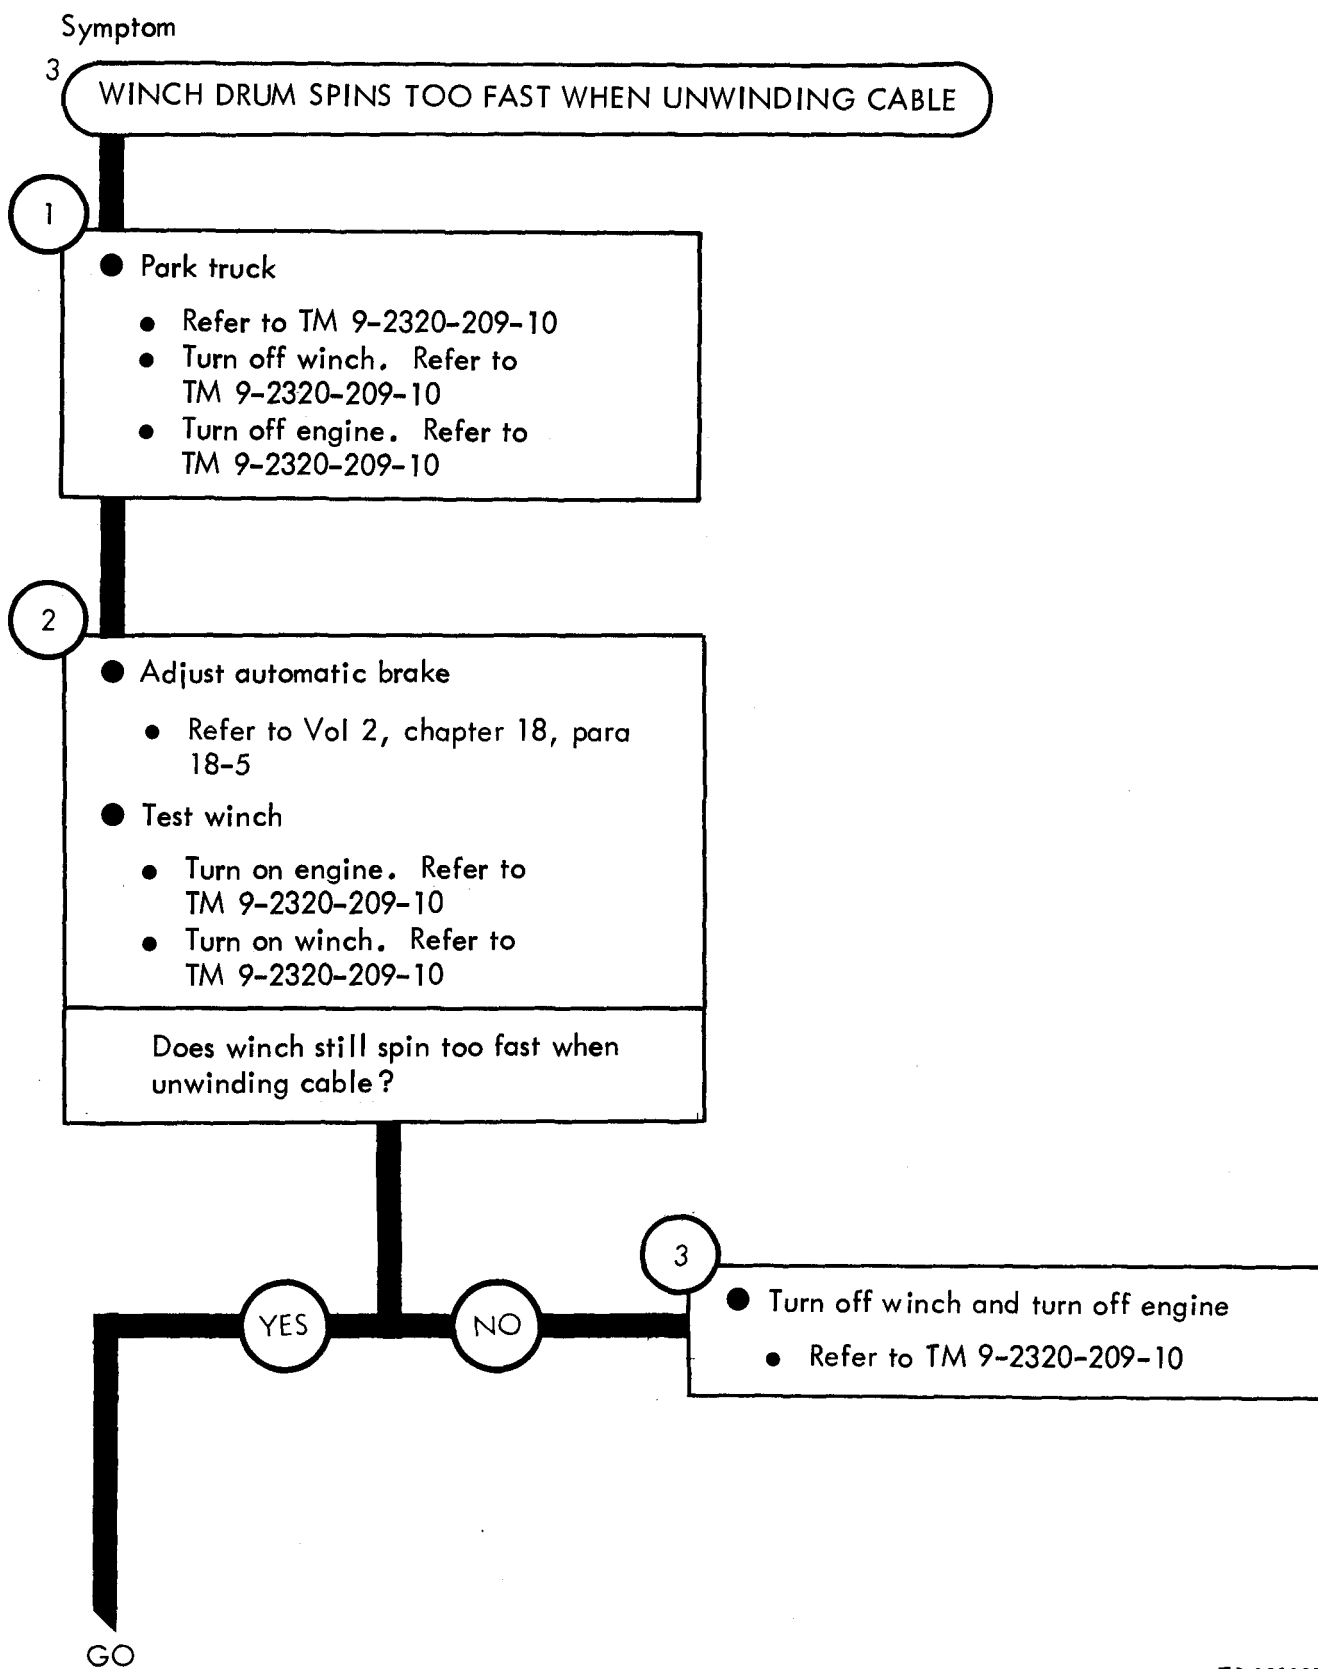 Symptom
3
WINCH DRUM SPINS TOO FAST WHEN UNWINDING CABLE
1
● Park truck
● Refer to TM 9-2320-209-10
● Turn off winch. Refer to
TM 9-2320-209-10
● Turn off engine. Refer to
TM 9-2320-209-10
2
● Adjust automatic brake
● Refer to Vol 2, chapter 18, para
18-5
● Test winch
● Turn on engine. Refer to
TM 9-2320-209-10
● Turn on winch. Refer to
TM 9-2320-209-10
Does winch still spin too fast when
unwinding cable?
YES
NO
3
● Turn off winch and turn off engine
● Refer to TM 9-2320-209-10
GO